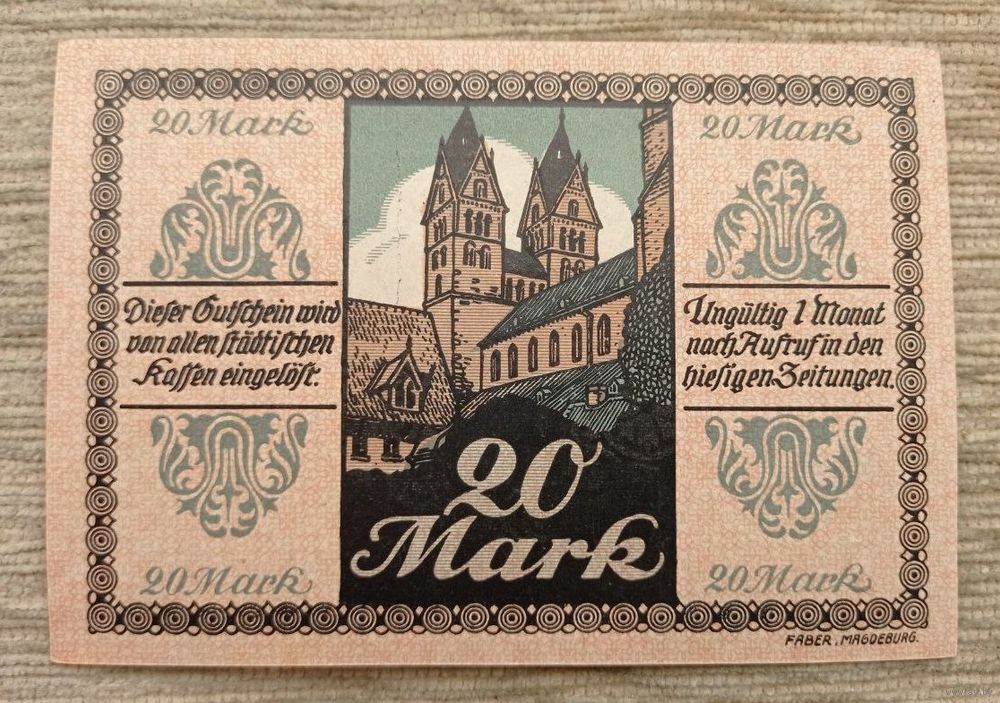 20 Mark
20 Mark
Dieser Gutschein wird
von allen städtischen
Kassen eingelöst.
Ungültig 1 Monat
nach Aufruf in den
hiesigen Zeitungen.
20
Mark
20 Mark
20 Mark
FABER. MAGDEBURG.